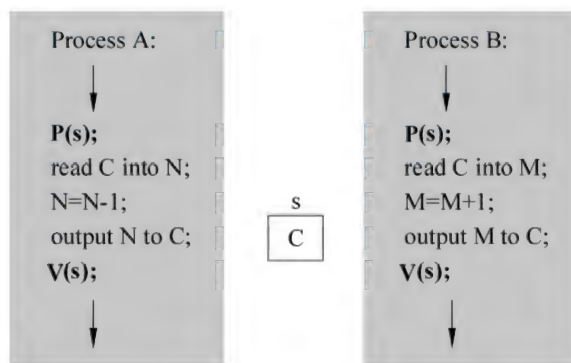 Process A:
P(s);
read C into N;
N=N-1;
output N to C;
V(s);
s
C
Process B:
P(s);
read C into M;
M=M+1;
output M to C;
V(s);